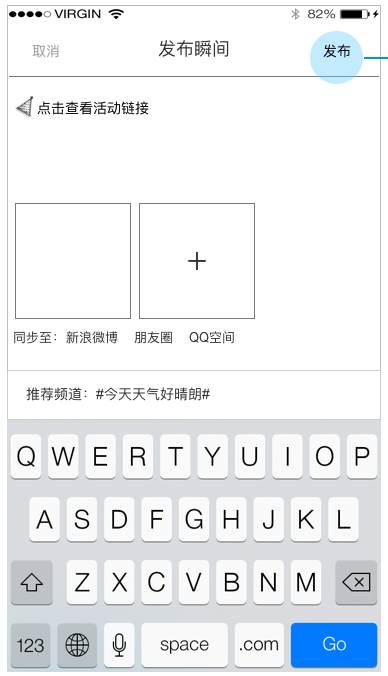 VIRGIN 82%
取消 发布瞬间 发布
点击查看活动链接
同步至：新浪微博 朋友圈 QQ空间
推荐频道：#今天天气好晴朗#
Q W E R T Y U I O P
A S D F G H J K L
Z X C V B N M
123 space .com Go